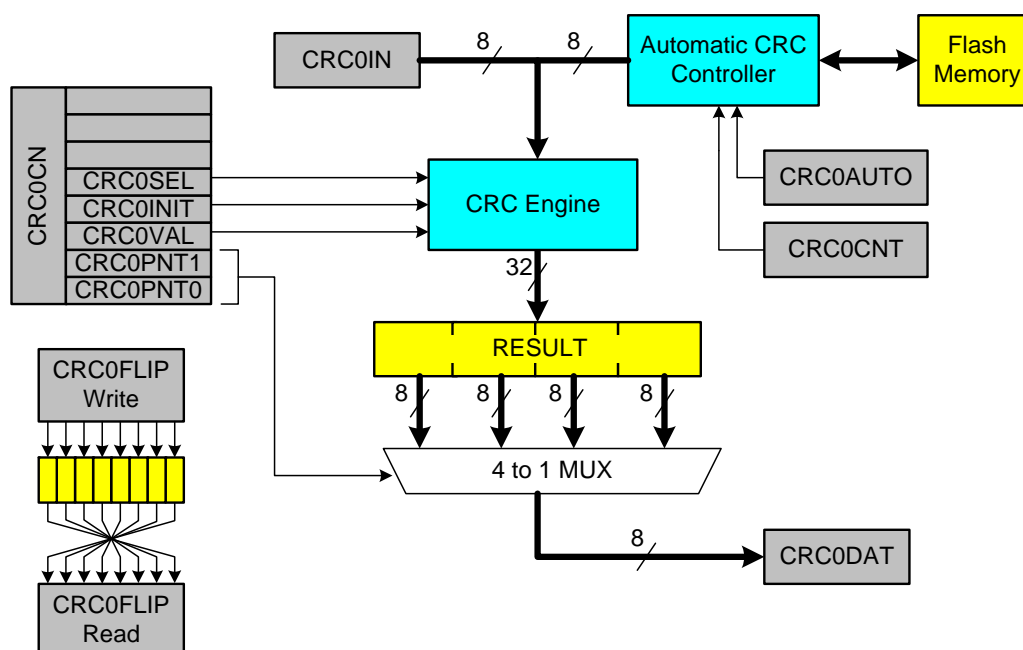 CRC0IN
8
8
Automatic CRC
Controller
Flash
Memory
CRC0CN
CRC0SEL
CRC0INIT
CRC0VAL
CRC0PNT1
CRC0PNT0
CRC Engine
CRC0AUTO
CRC0CNT
32
RESULT
8
8
8
8
4 to 1 MUX
8
CRC0DAT
CRC0FLIP
Write
CRC0FLIP
Read